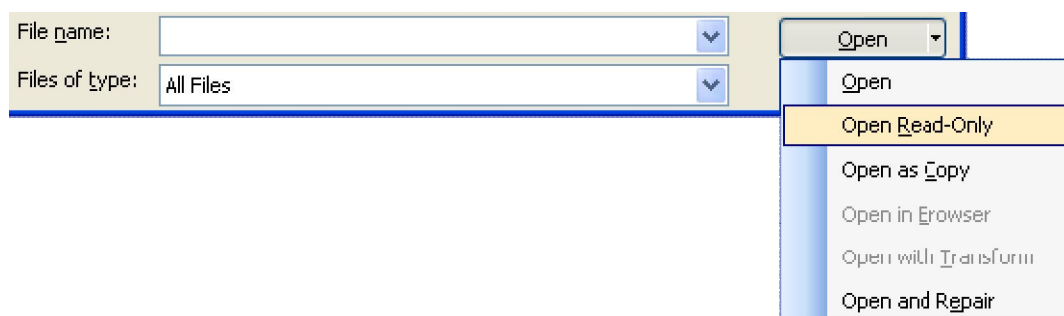 File name:
Open
Files of type:
All Files
Open
Open Read-Only
Open as Copy
Open in Browser
Open with Transform
Open and Repair